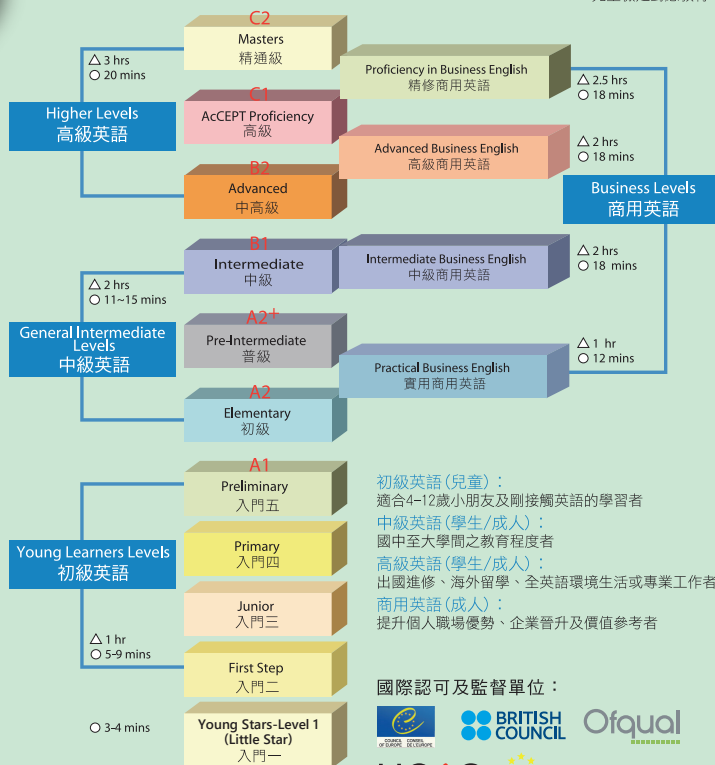 C2
Masters
精通級
△ 3 hrs
○ 20 mins
Higher Levels
高級英語
C1
AcCEPT Proficiency
高級
B2
Advanced
中高級
Proficiency in Business English
精修商用英語
△ 2.5 hrs
○ 18 mins
Advanced Business English
高級商用英語
△ 2 hrs
○ 18 mins
Business Levels
商用英語
B1
Intermediate
中級
Intermediate Business English
中級商用英語
△ 2 hrs
○ 18 mins
△ 2 hrs
○ 11~15 mins
General Intermediate
Levels
中級英語
A2+
Pre-Intermediate
普級
Practical Business English
實用商用英語
△ 1 hr
○ 12 mins
A2
Elementary
初級
A1
Preliminary
入門五
Primary
入門四
Young Learners Levels
初級英語
Junior
入門三
△ 1 hr
○ 5-9 mins
First Step
入門二
○ 3-4 mins
Young Stars-Level 1
(Little Star)
入門一
初級英語(兒童)：
適合4-12歲小朋友及剛接觸英語的學習者
中級英語(學生/成人)：
國中至大學間之教育程度者
高級英語(學生/成人)：
出國進修、海外留學、全英語環境生活或專業工作者
商用英語(成人)：
提升個人職場優勢、企業晉升及價值參考者
國際認可及監督單位：
COUNCIL OF EUROPE
CONSEIL DE L'EUROPE
BRITISH
COUNCIL
Ofqual